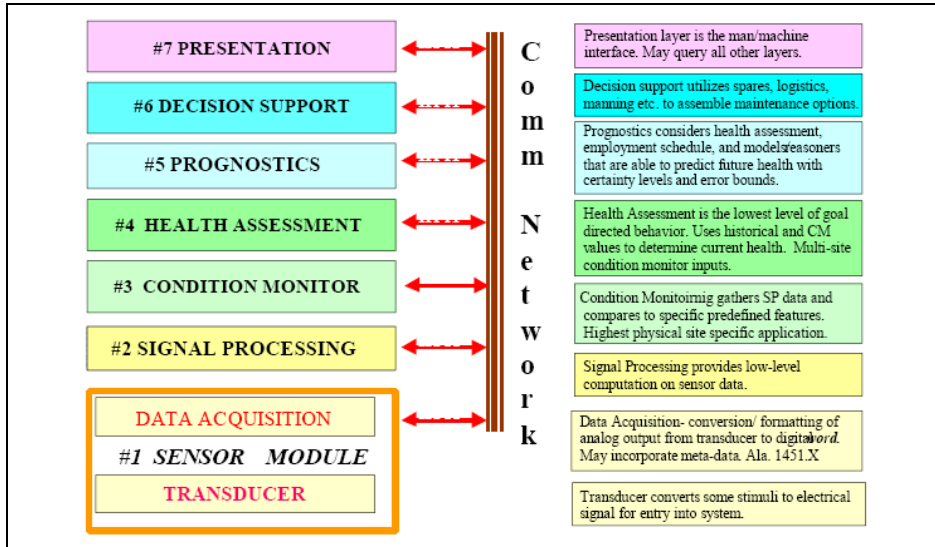 #7 PRESENTATION
#6 DECISION SUPPORT
#5 PROGNOSTICS
#4 HEALTH ASSESSMENT
#3 CONDITION MONITOR
#2 SIGNAL PROCESSING
DATA ACQUISITION
#1 SENSOR MODULE
TRANSDUCER
Comm Network
Presentation layer is the man/machine
interface. May query all other layers.
Decision support utilizes spares, logistics,
manning etc. to assemble maintenance options.
Prognostics considers health assessment,
employment schedule, and models/reasoners
that are able to predict future health with
certainty levels and error bounds.
Health Assessment is the lowest level of goal
directed behavior. Uses historical and CM
values to determine current health. Multi-site
condition monitor inputs.
Condition Monitoirnig gathers SP data and
compares to specific predefined features.
Highest physical site specific application.
Signal Processing provides low-level
computation on sensor data.
Data Acquisition- conversion/ formatting of
analog output from transducer to digital word.
May incorporate meta-data. Ala. 1451.X
Transducer converts some stimuli to electrical
signal for entry into system.